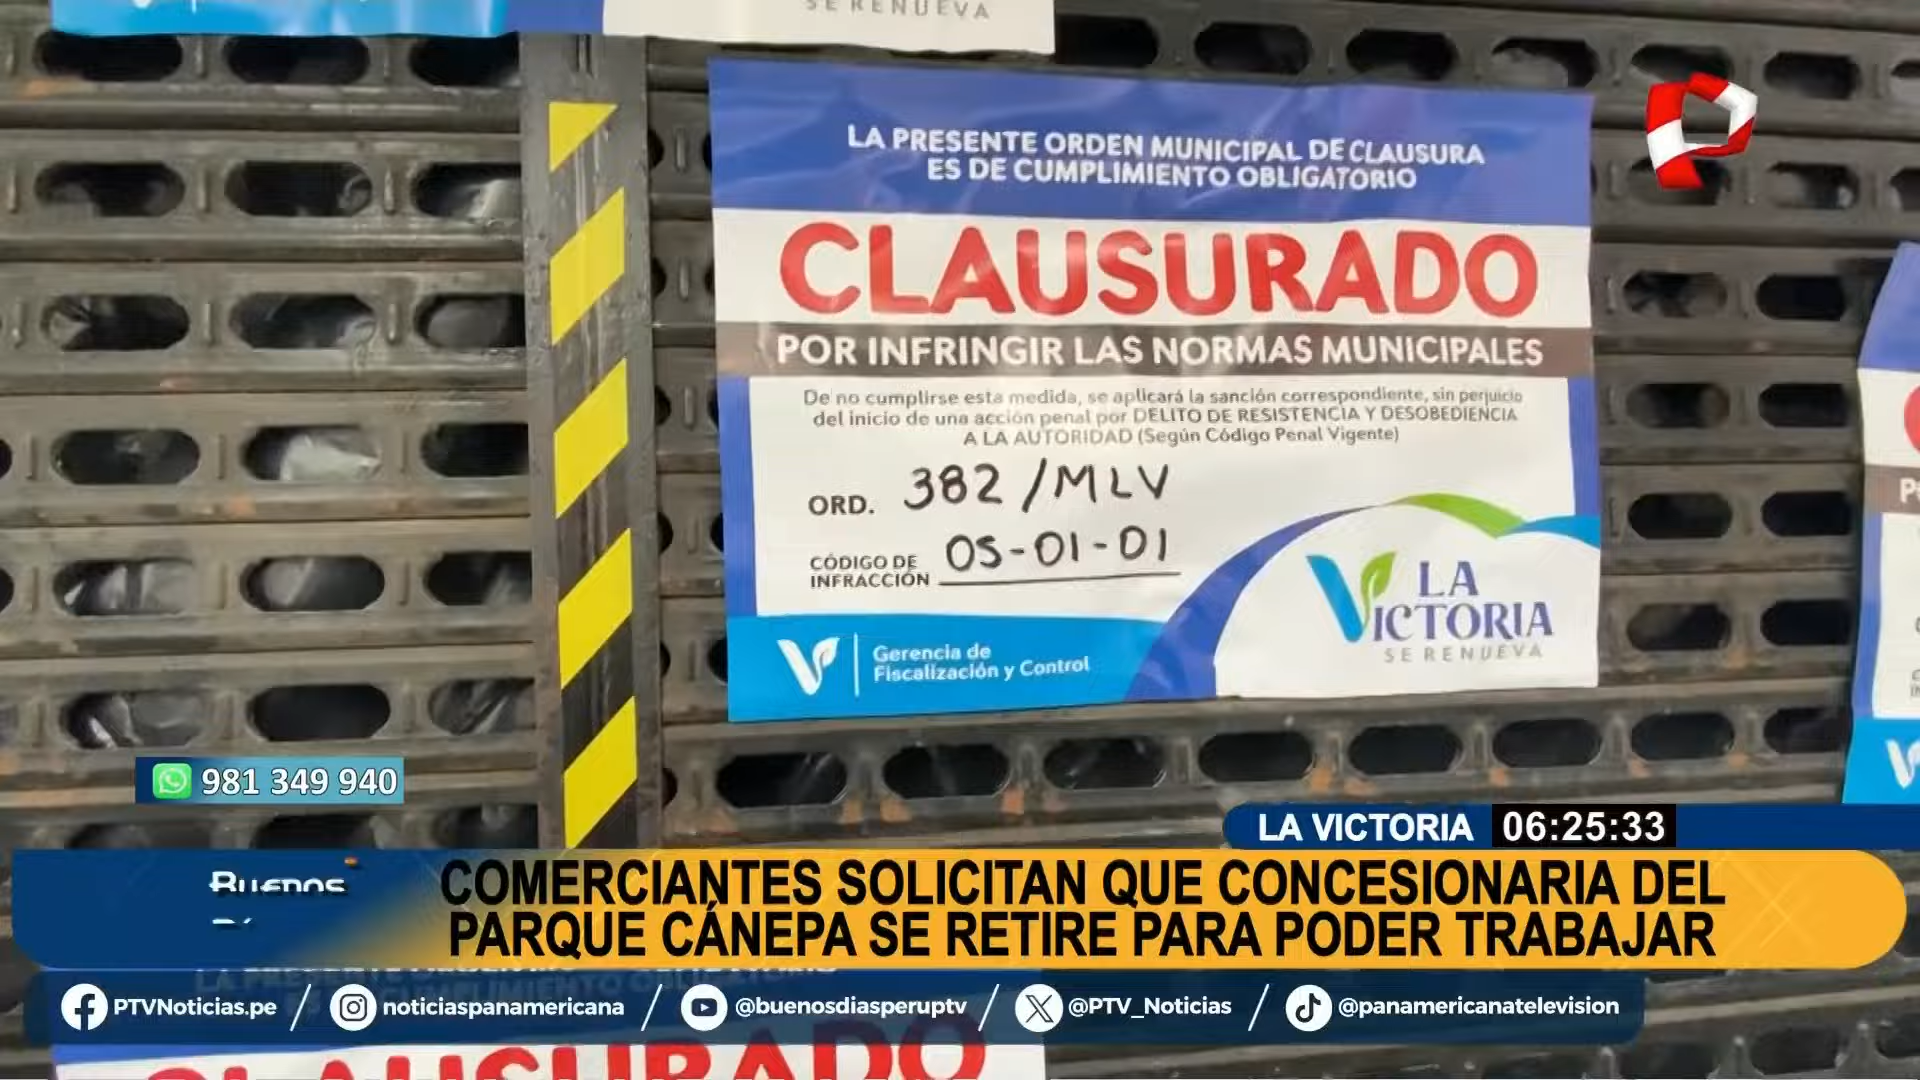 SE RENUEVA
LA PRESENTE ORDEN MUNICIPAL DE CLAUSURA
ES DE CUMPLIMIENTO OBLIGATORIO
CLAUSURADO
POR INFRINGIR LAS NORMAS MUNICIPALES
De no cumplirse esta medida, se aplicará la sanción correspondiente, sin perjuicio
del inicio de una acción penal por DELITO DE RESISTENCIA Y DESOBEDIENCIA
A LA AUTORIDAD (Según Código Penal Vigente)
ORD. 382/MLV
CÓDIGO DE
INFRACCIÓN 05-01-01
LA
VICTORIA
SE RENUEVA
Gerencia de
Fiscalización y Control
981 349 940
LA VICTORIA 06:25:33
Buenos
COMERCIANTES SOLICITAN QUE CONCESIONARIA DEL
PARQUE CÁNEPA SE RETIRE PARA PODER TRABAJAR
PTVNoticias.pe / noticiaspanamericana / @buenosdiasperuptv / @PTV_Noticias / @panamericanatelevision
CLAUSURADO